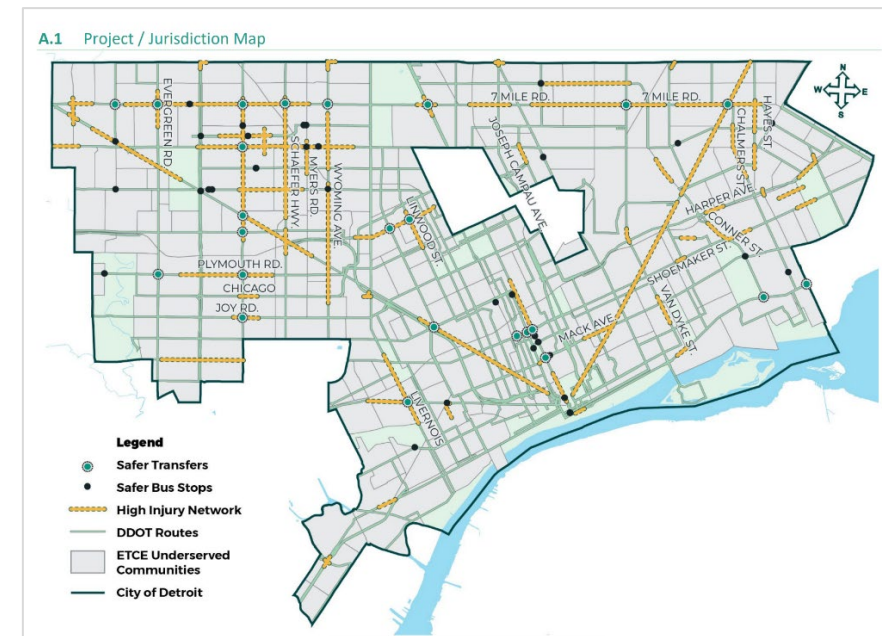 A.1 Project / Jurisdiction Map
N
W
E
S
EVERGREEN RD.
7 MILE RD.
7 MILE RD.
HAYES ST
CHALMERS ST.
JOSEPH CAMPAU AVE
SCHAEFER HWY
MYERS RD.
WYOMING AVE
LINWOOD ST.
HARPER AVE
CONNER ST.
SHOEMAKER ST.
PLYMOUTH RD.
CHICAGO
JOY RD.
VAN DYKE ST.
MACK AVE.
LIVERNOIS
Legend
Safer Transfers
Safer Bus Stops
High Injury Network
DDOT Routes
ETCE Underserved
Communities
City of Detroit